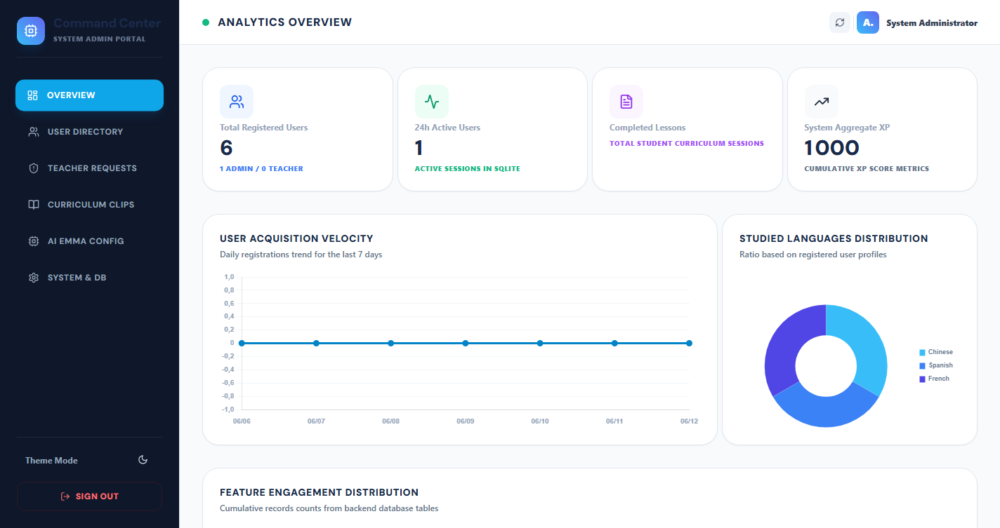 Command Center
SYSTEM ADMIN PORTAL
OVERVIEW
USER DIRECTORY
TEACHER REQUESTS
CURRICULUM CLIPS
AI EMMA CONFIG
SYSTEM & DB
Theme Mode
SIGN OUT
ANALYTICS OVERVIEW
A.
System Administrator
Total Registered Users
6
1 ADMIN / 0 TEACHER
24h Active Users
1
ACTIVE SESSIONS IN SQLITE
Completed Lessons
TOTAL STUDENT CURRICULUM SESSIONS
System Aggregate XP
1000
CUMULATIVE XP SCORE METRICS
USER ACQUISITION VELOCITY
Daily registrations trend for the last 7 days
1,0
0,8
0,6
0,4
0,2
0
-0,2
-0,4
-0,6
-0,8
-1,0
06/06 06/07 06/08 06/09 06/10 06/11 06/12
STUDIED LANGUAGES DISTRIBUTION
Ratio based on registered user profiles
Chinese
Spanish
French
FEATURE ENGAGEMENT DISTRIBUTION
Cumulative records counts from backend database tables